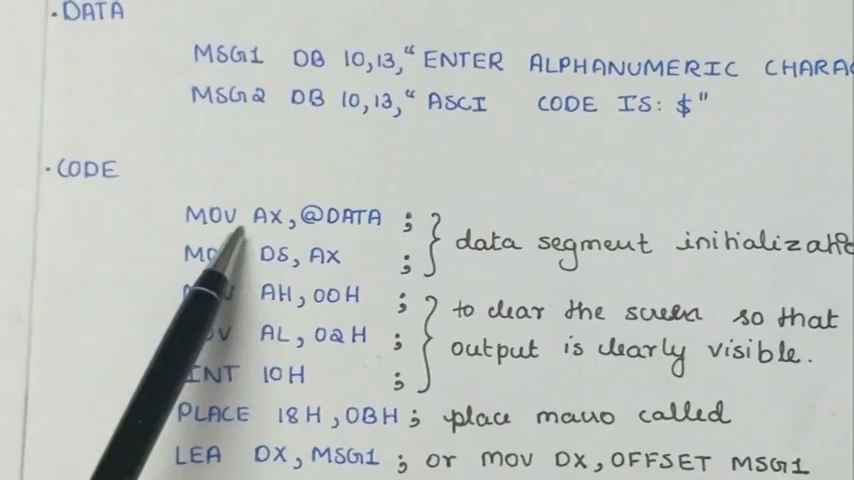 .DATA
MSG1 DB 10,13,“ENTER ALPHANUMERIC CHARAC
MSG2 DB 10,13,“ASCI CODE IS: $"
.CODE
MOV AX,@DATA ;
data segment initializat
DS, AX ;
AH, 00H ;
to clear the screen so that
AL, 02H ;
output is clearly visible.
INT 10H ;
PLACE 18H, 0BH ; place called
LEA DX, MSG1 ; or mov DX, OFFSET MSG1